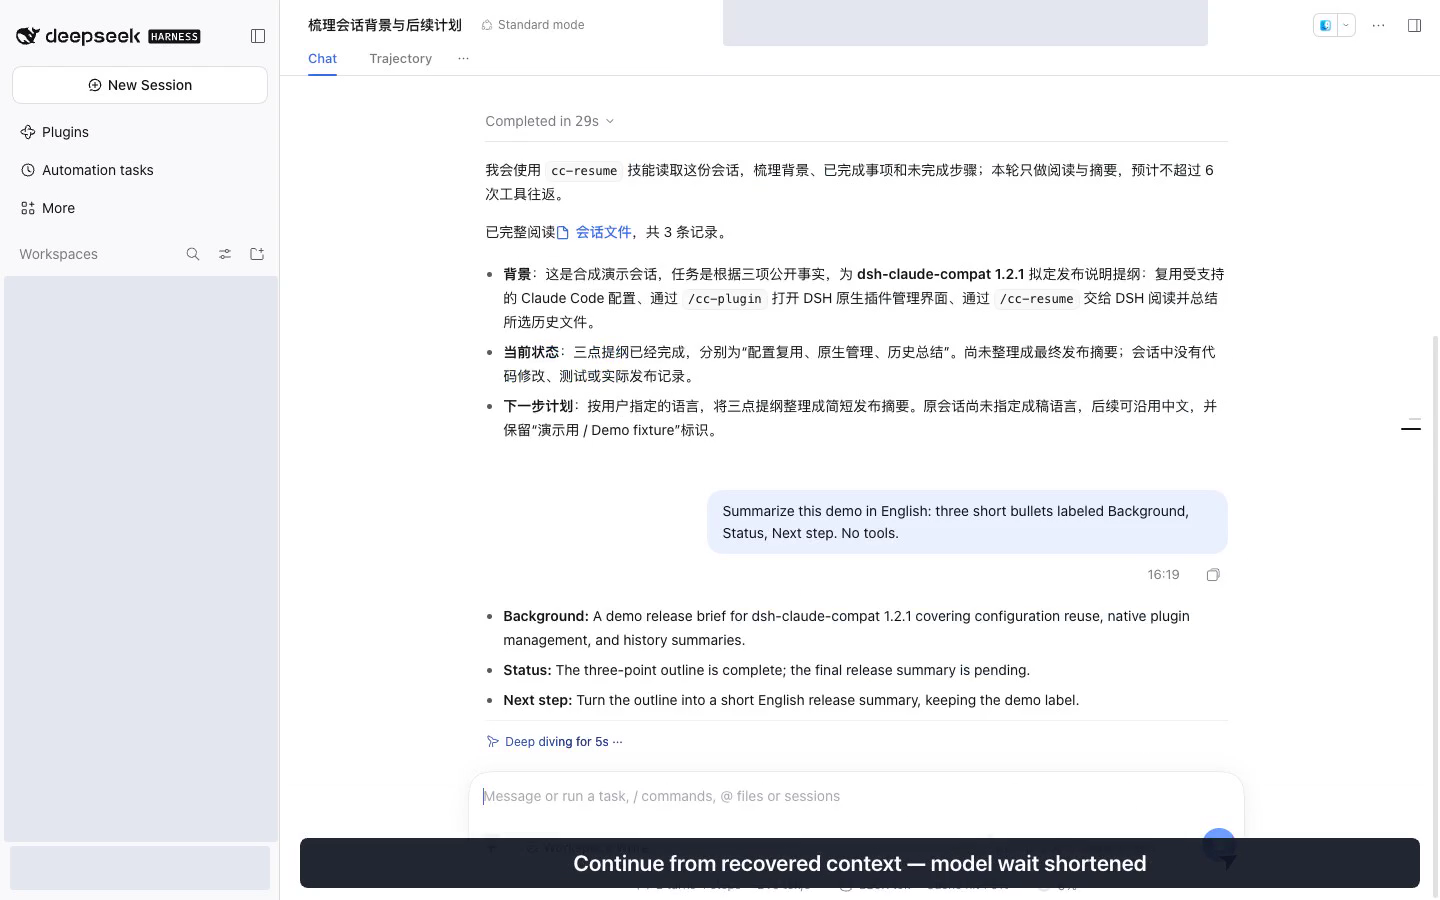 deepseek HARNESS
New Session
Plugins
Automation tasks
More
Workspaces
梳理会话背景与后续计划
Standard mode
Chat
Trajectory
Completed in 29s
我会使用 cc-resume 技能读取这份会话，梳理背景、已完成事项和未完成步骤；本轮只做阅读与摘要，预计不超过 6
次工具往返。
已完整阅读 会话文件，共 3 条记录。
背景：这是合成演示会话，任务是根据三项公开事实，为 dsh-claude-compat 1.2.1 拟定发布说明提纲：复用受支持
的 Claude Code 配置、通过 /cc-plugin 打开 DSH 原生插件管理界面、通过 /cc-resume 交给 DSH 阅读并总结
所选历史文件。
当前状态：三点提纲已经完成，分别为“配置复用、原生管理、历史总结”。尚未整理成最终发布摘要；会话中没有代
码修改、测试或实际发布记录。
下一步计划：按用户指定的语言，将三点提纲整理成简短发布摘要。原会话尚未指定成稿语言，后续可沿用中文，并
保留“演示用 / Demo fixture”标识。
Summarize this demo in English: three short bullets labeled Background,
Status, Next step. No tools.
16:19
Background: A demo release brief for dsh-claude-compat 1.2.1 covering configuration reuse, native plugin
management, and history summaries.
Status: The three-point outline is complete; the final release summary is pending.
Next step: Turn the outline into a short English release summary, keeping the demo label.
Deep diving for 5s ···
Message or run a task, / commands, @ files or sessions
Continue from recovered context — model wait shortened